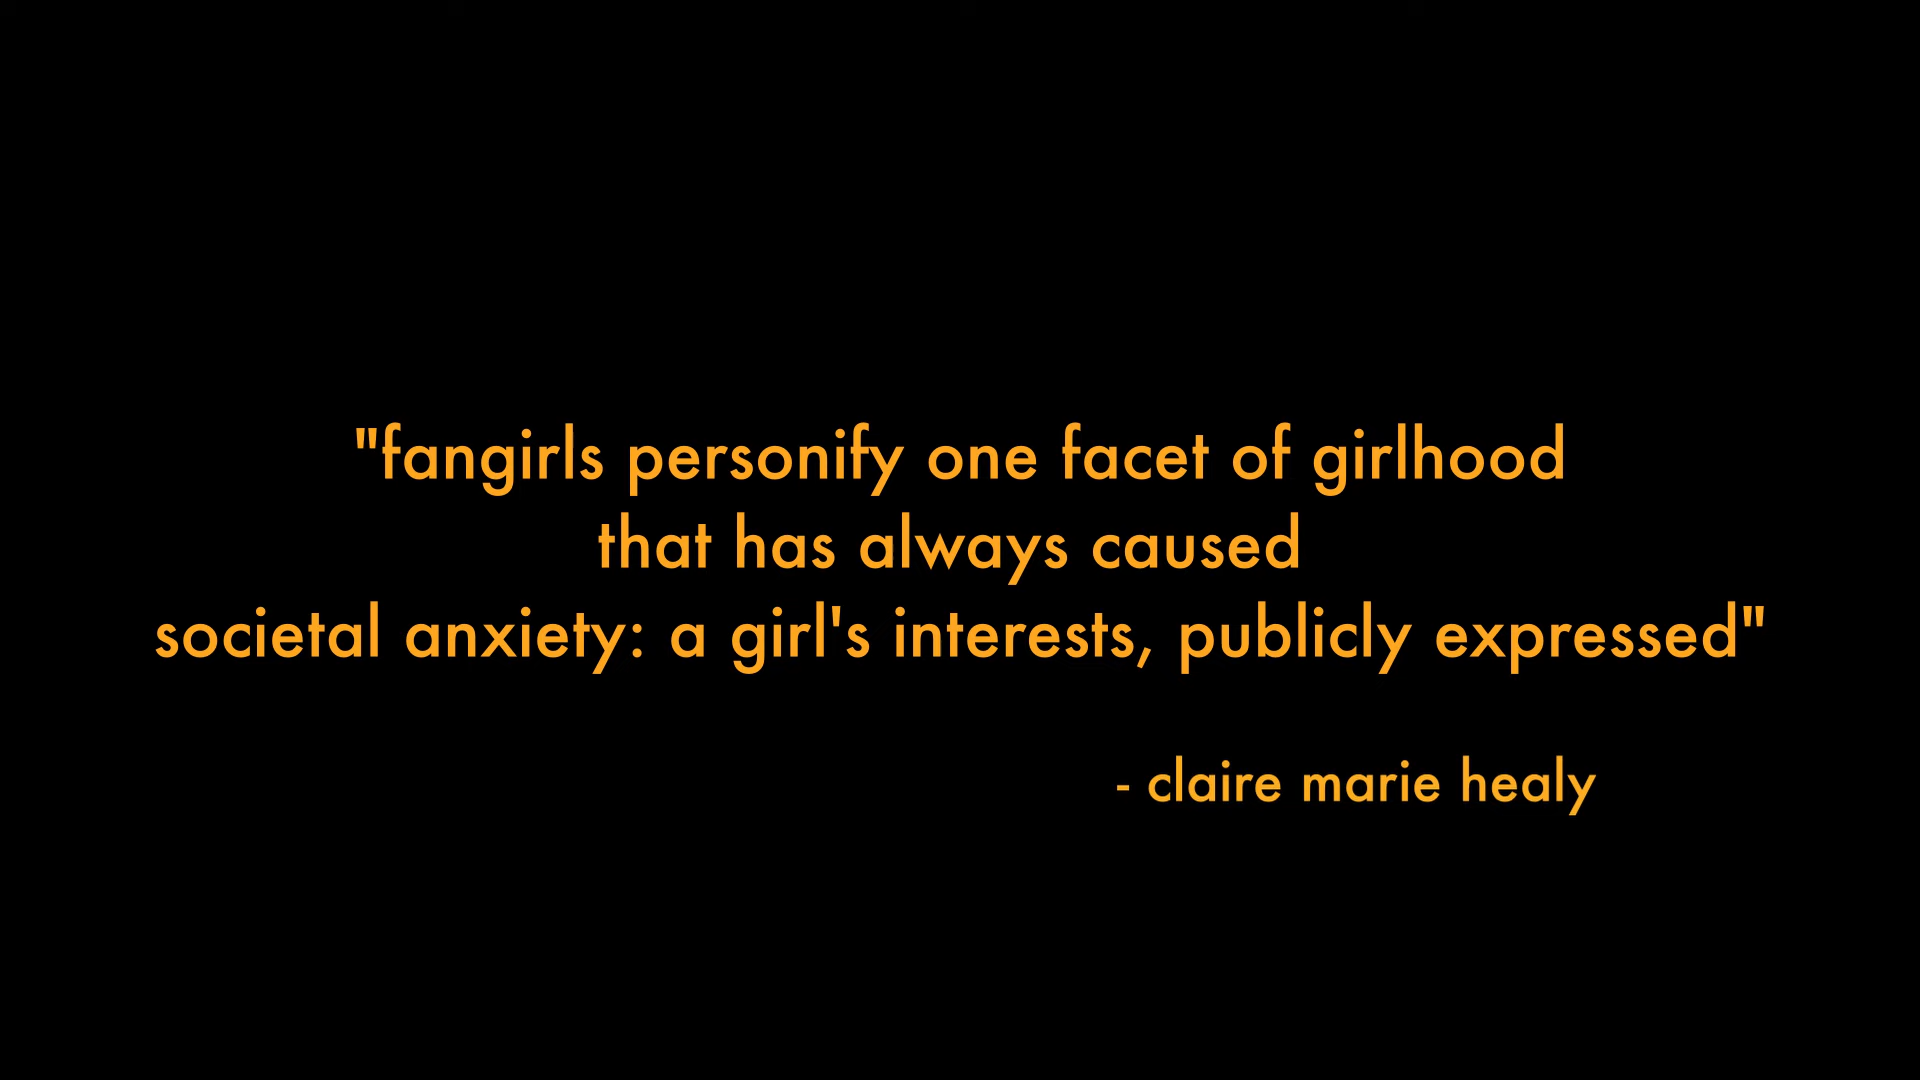 "fangirls personify one facet of girlhood
that has always caused
societal anxiety: a girl's interests, publicly expressed"
- claire marie healy